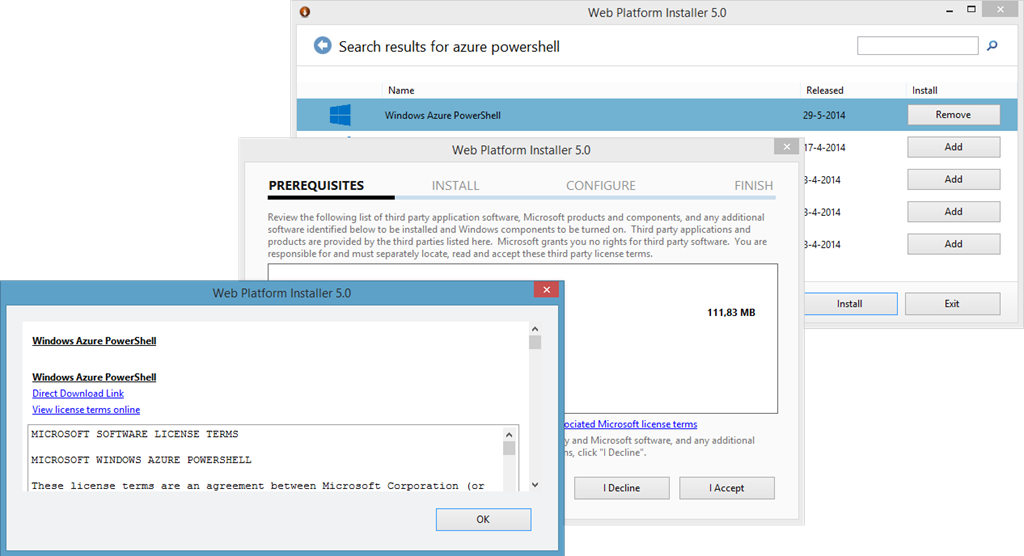 Web Platform Installer 5.0
Search results for azure powershell
Name Released Install
Windows Azure PowerShell 29-5-2014 Remove
17-4-2014 Add
3-4-2014 Add
3-4-2014 Add
3-4-2014 Add
Install Exit
Web Platform Installer 5.0
PREREQUISITES INSTALL CONFIGURE FINISH
Review the following list of third party application software, Microsoft products and components, and any additional
software identified below to be installed and Windows components to be turned on. Third party applications and
products are provided by the third parties listed here. Microsoft grants you no rights for third party software. You are
responsible for and must separately locate, read and accept these third party license terms.
111,83 MB
ociated Microsoft license terms
y and Microsoft software, and any additional
ns, click "I Decline".
I Decline I Accept
Web Platform Installer 5.0
Windows Azure PowerShell
Windows Azure PowerShell
Direct Download Link
View license terms online
MICROSOFT SOFTWARE LICENSE TERMS
MICROSOFT WINDOWS AZURE POWERSHELL
These license terms are an agreement between Microsoft Corporation (or
OK